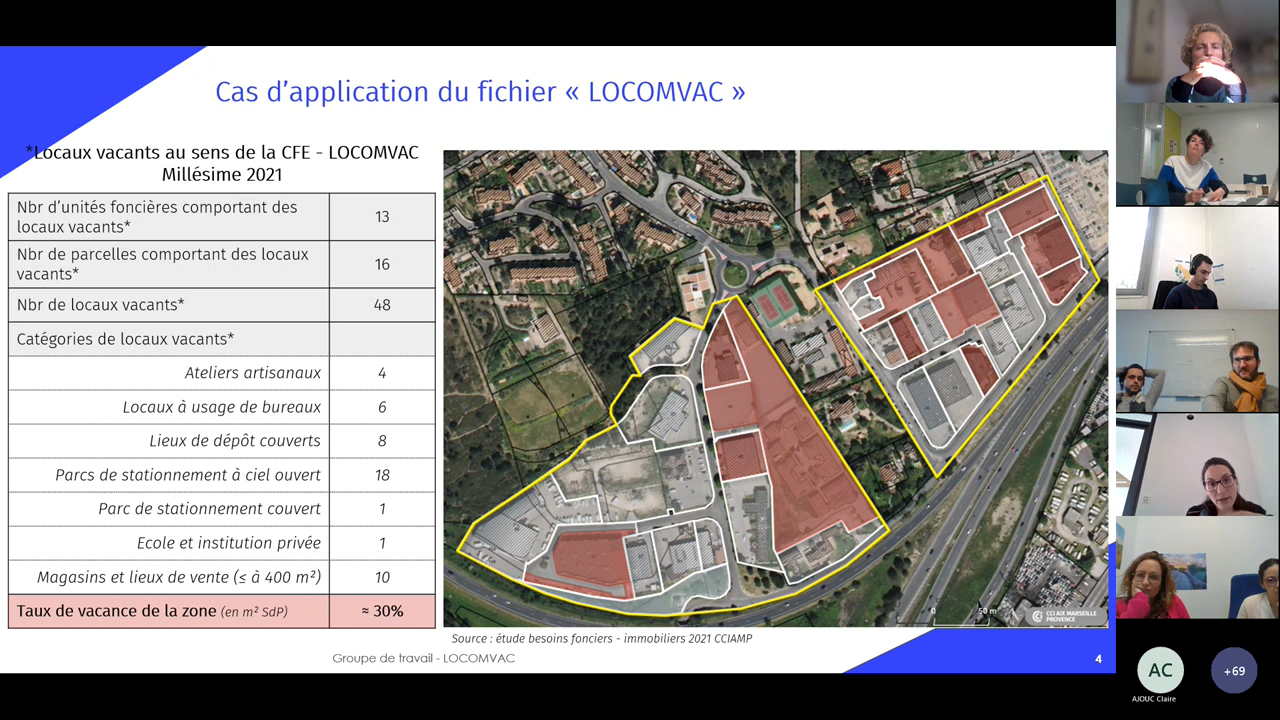 Cas d'application du fichier « LOCOMVAC »
*Locaux vacants au sens de la CFE - LOCOMVAC
Millésime 2021
Nbr d'unités foncières comportant des
locaux vacants*
13
Nbr de parcelles comportant des locaux
vacants*
16
Nbr de locaux vacants*
48
Catégories de locaux vacants*
Ateliers artisanaux
4
Locaux à usage de bureaux
6
Lieux de dépôt couverts
8
Parcs de stationnement à ciel ouvert
18
Parc de stationnement couvert
1
Ecole et institution privée
1
Magasins et lieux de vente (≤ à 400 m²)
10
Taux de vacance de la zone (en m² SdP)
≈ 30%
0 50 m
CCI AIX MARSEILLE
PROVENCE
Source : étude besoins fonciers - immobiliers 2021 CCIAMP
Groupe de travail - LOCOMVAC
4
AC
+69
AJOUC Claire